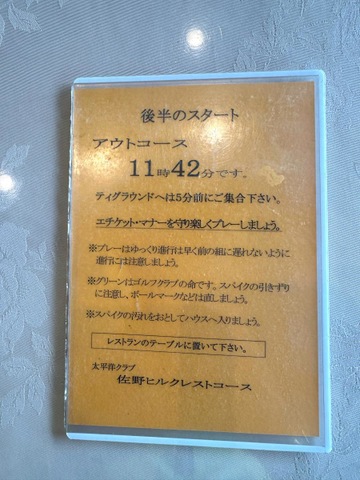 後半のスタート
アウトコース
11時42分です。
ティグラウンドへは5分前にご集合下さい。
エチケット・マナーを守り楽しくプレーしましょう。
※プレーはゆっくり進行は早く前の組に遅れないように
進行には注意しましょう。
※グリーンはゴルフクラブの命です。スパイクの引きずり
に注意し、ボールマークなどは直しましょう。
※スパイクの汚れをおとしてハウスへ入りましょう。
レストランのテーブルに置いて下さい。
太平洋クラブ
佐野ヒルクレストコース